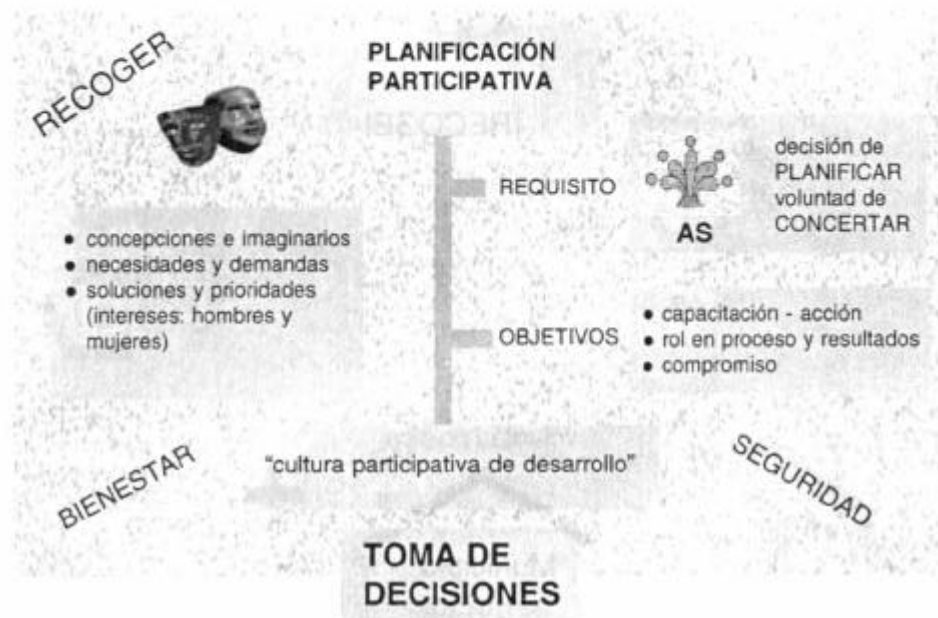 RECOGER
PLANIFICACIÓN
PARTICIPATIVA
REQUISITO
AS
decisión de
PLANIFICAR
voluntad de
CONCERTAR
• concepciones e imaginarios
• necesidades y demandas
• soluciones y prioridades
(intereses: hombres y
mujeres)
OBJETIVOS
• capacitación - acción
• rol en proceso y resultados
• compromiso
BIENESTAR
"cultura participativa de desarrollo"
SEGURIDAD
TOMA DE
DECISIONES